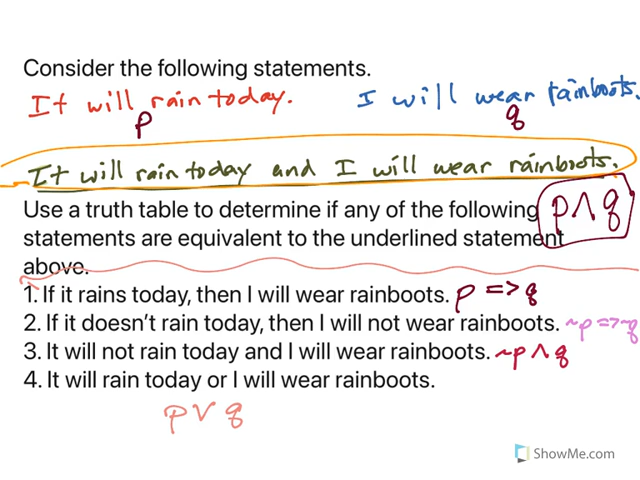 Consider the following statements.
It will rain today. I will wear rainboots.
p q
It will rain today and I will wear rainboots.
Use a truth table to determine if any of the following p ∧ q
statements are equivalent to the underlined statement
above.
1. If it rains today, then I will wear rainboots. p => q
2. If it doesn't rain today, then I will not wear rainboots. ~p => ~q
3. It will not rain today and I will wear rainboots. ~p ∧ q
4. It will rain today or I will wear rainboots.
p ∨ q
ShowMe.com